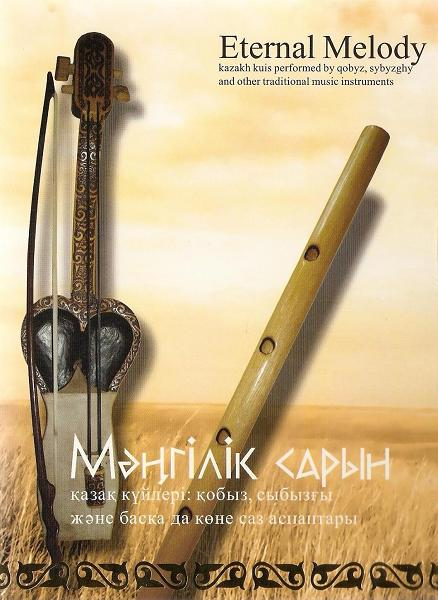 Eternal Melody
kazakh kuis performed by qobyz, sybyzghy
and other traditional music instruments
Мәңгілік сарын
қазақ күйлері: қобыз, сыбызғы
және басқа да көне саз аспаптары